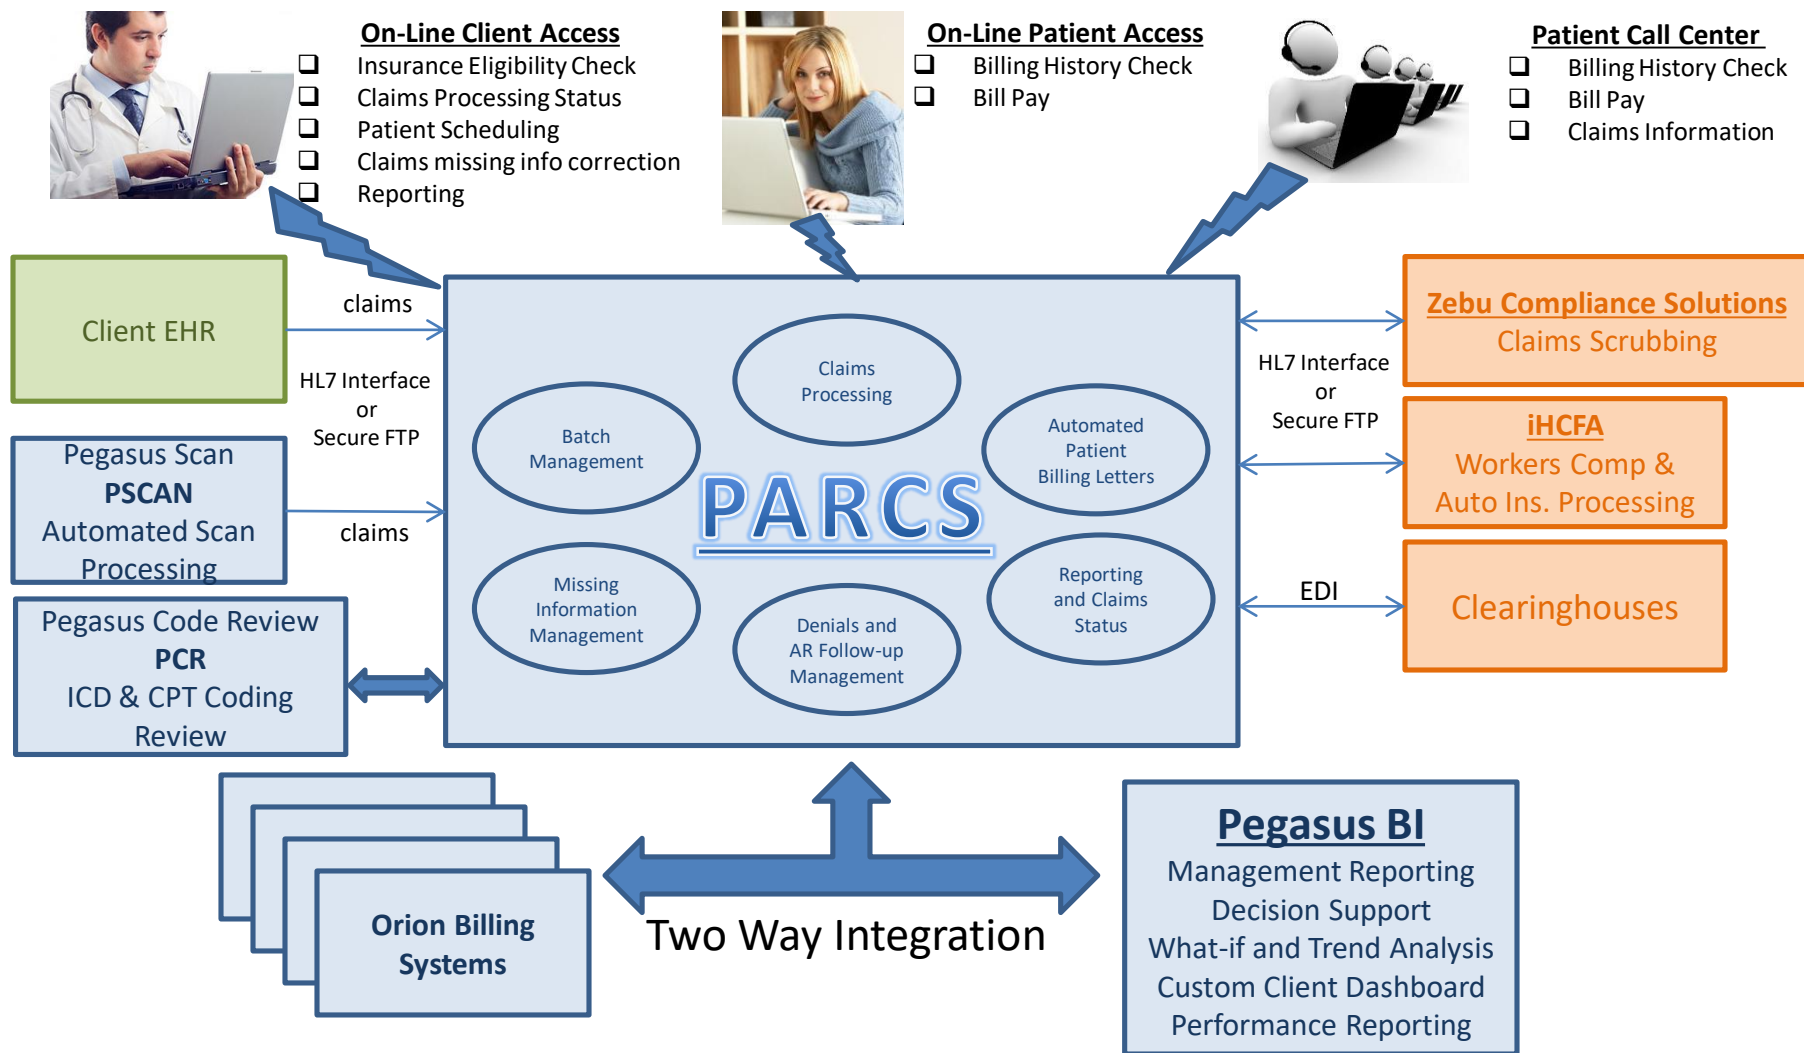 On-Line Client Access
Insurance Eligibility Check
Claims Processing Status
Patient Scheduling
Claims missing info correction
Reporting
On-Line Patient Access
Billing History Check
Bill Pay
Patient Call Center
Billing History Check
Bill Pay
Claims Information
Client EHR
claims
HL7 Interface
or
Secure FTP
Pegasus Scan
PSCAN
Automated Scan
Processing
claims
Pegasus Code Review
PCR
ICD & CPT Coding
Review
Claims
Processing
Batch
Management
Automated
Patient
Billing Letters
PARCS
Missing
Information
Management
Denials and
AR Follow-up
Management
Reporting
and Claims
Status
HL7 Interface
or
Secure FTP
EDI
Zebu Compliance Solutions
Claims Scrubbing
iHCFA
Workers Comp &
Auto Ins. Processing
Clearinghouses
Orion Billing
Systems
Two Way Integration
Pegasus BI
Management Reporting
Decision Support
What-if and Trend Analysis
Custom Client Dashboard
Performance Reporting